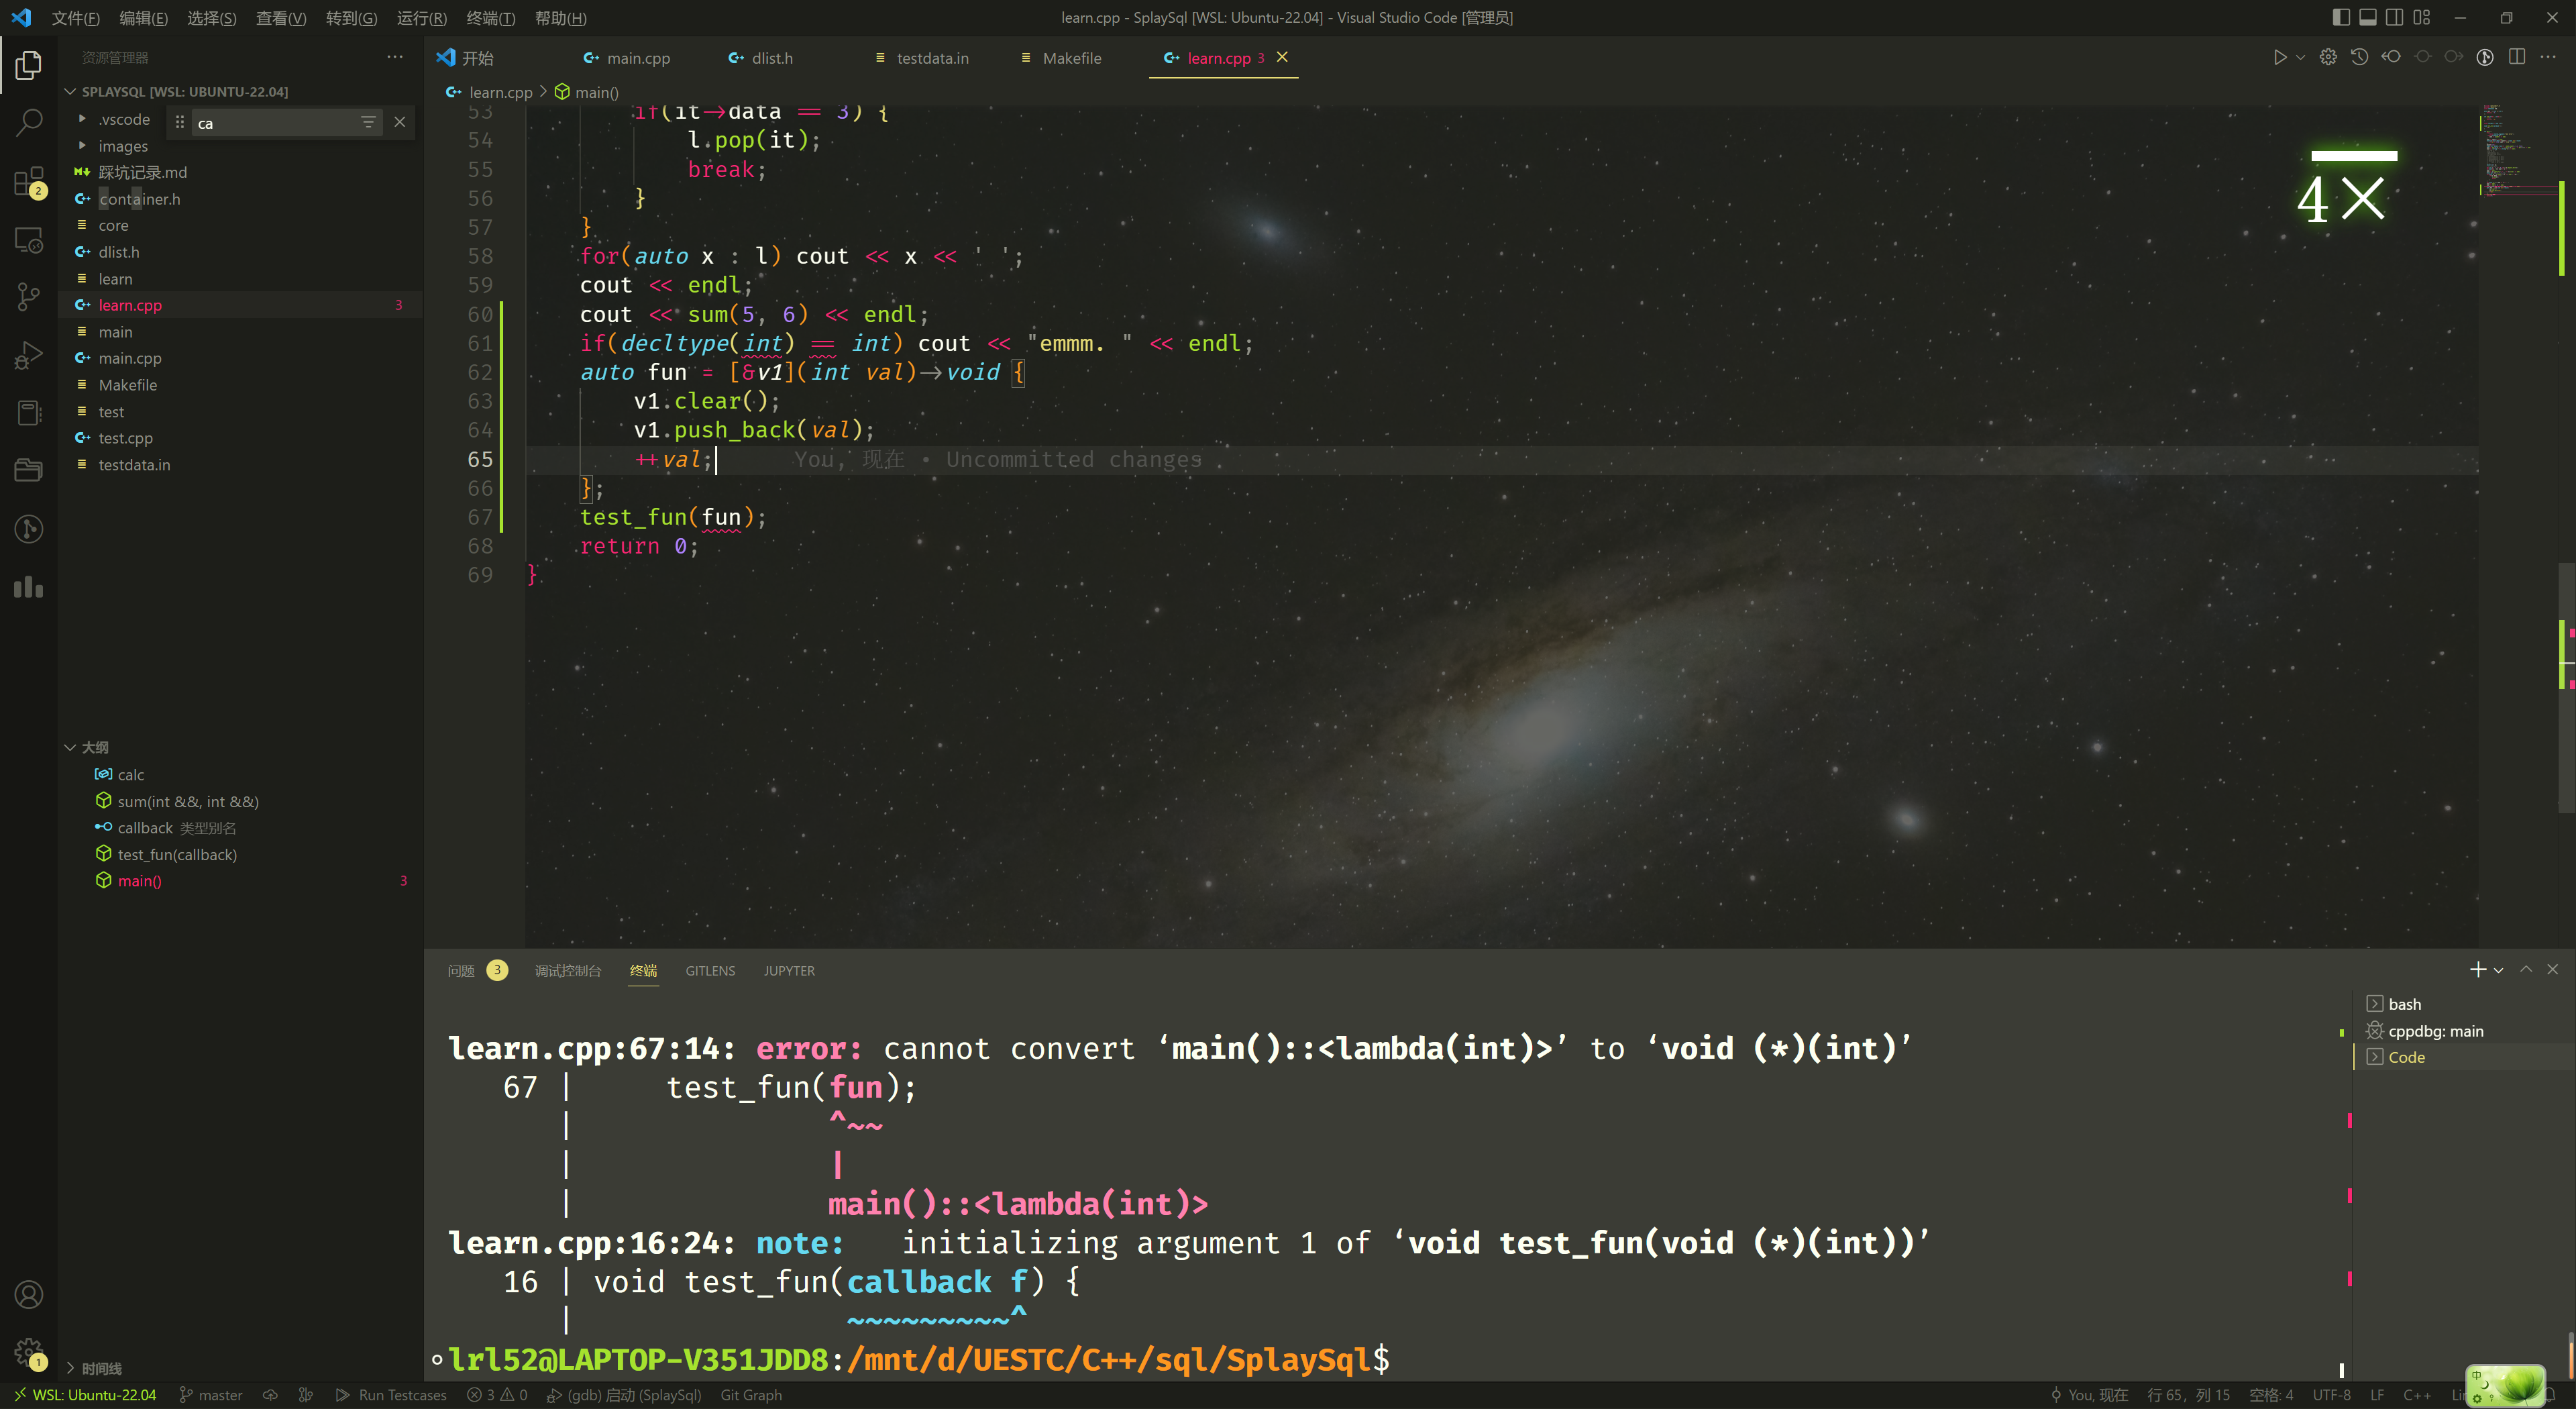 文件(F) 编辑(E) 选择(S) 查看(V) 转到(G) 运行(R) 终端(T) 帮助(H) learn.cpp - SplaySql [WSL: Ubuntu-22.04] - Visual Studio Code [管理员]
资源管理器
开始 main.cpp dlist.h testdata.in Makefile learn.cpp 3
SPLAYSQL [WSL: UBUNTU-22.04]
learn.cpp > main()
ca
.vscode
images
踩坑记录.md
container.h
core
dlist.h
learn
learn.cpp 3
main
main.cpp
Makefile
test
test.cpp
testdata.in
2
53 if(it->data == 3) {
54 l.pop(it);
55 break;
56 }
57 }
58 for(auto x : l) cout << x << ' ';
59 cout << endl;
60 cout << sum(5, 6) << endl;
61 if(decltype(int) == int) cout << "emmm. " << endl;
62 auto fun = [&v1](int val)->void {
63 v1.clear();
64 v1.push_back(val);
65 ++val; You, 现在 • Uncommitted changes
66 };
67 test_fun(fun);
68 return 0;
69 }
4×
大纲
calc
sum(int &&, int &&)
callback 类型别名
test_fun(callback)
main() 3
时间线
1
问题 3 调试控制台 终端 GITLENS JUPYTER
bash
cppdbg: main
Code
learn.cpp:67:14: error: cannot convert ‘main()::<lambda(int)>’ to ‘void (*)(int)’
67 | test_fun(fun);
| ^~~
| |
| main()::<lambda(int)>
learn.cpp:16:24: note: initializing argument 1 of ‘void test_fun(void (*)(int))’
16 | void test_fun(callback f) {
| ~~~~~~~~~^
lrl52@LAPTOP-V351JDD8:/mnt/d/UESTC/C++/sql/SplaySql$
WSL: Ubuntu-22.04 master Run Testcases 3 0 (gdb) 启动 (SplaySql) Git Graph You, 现在 行 65，列 15 空格: 4 UTF-8 LF C++
中